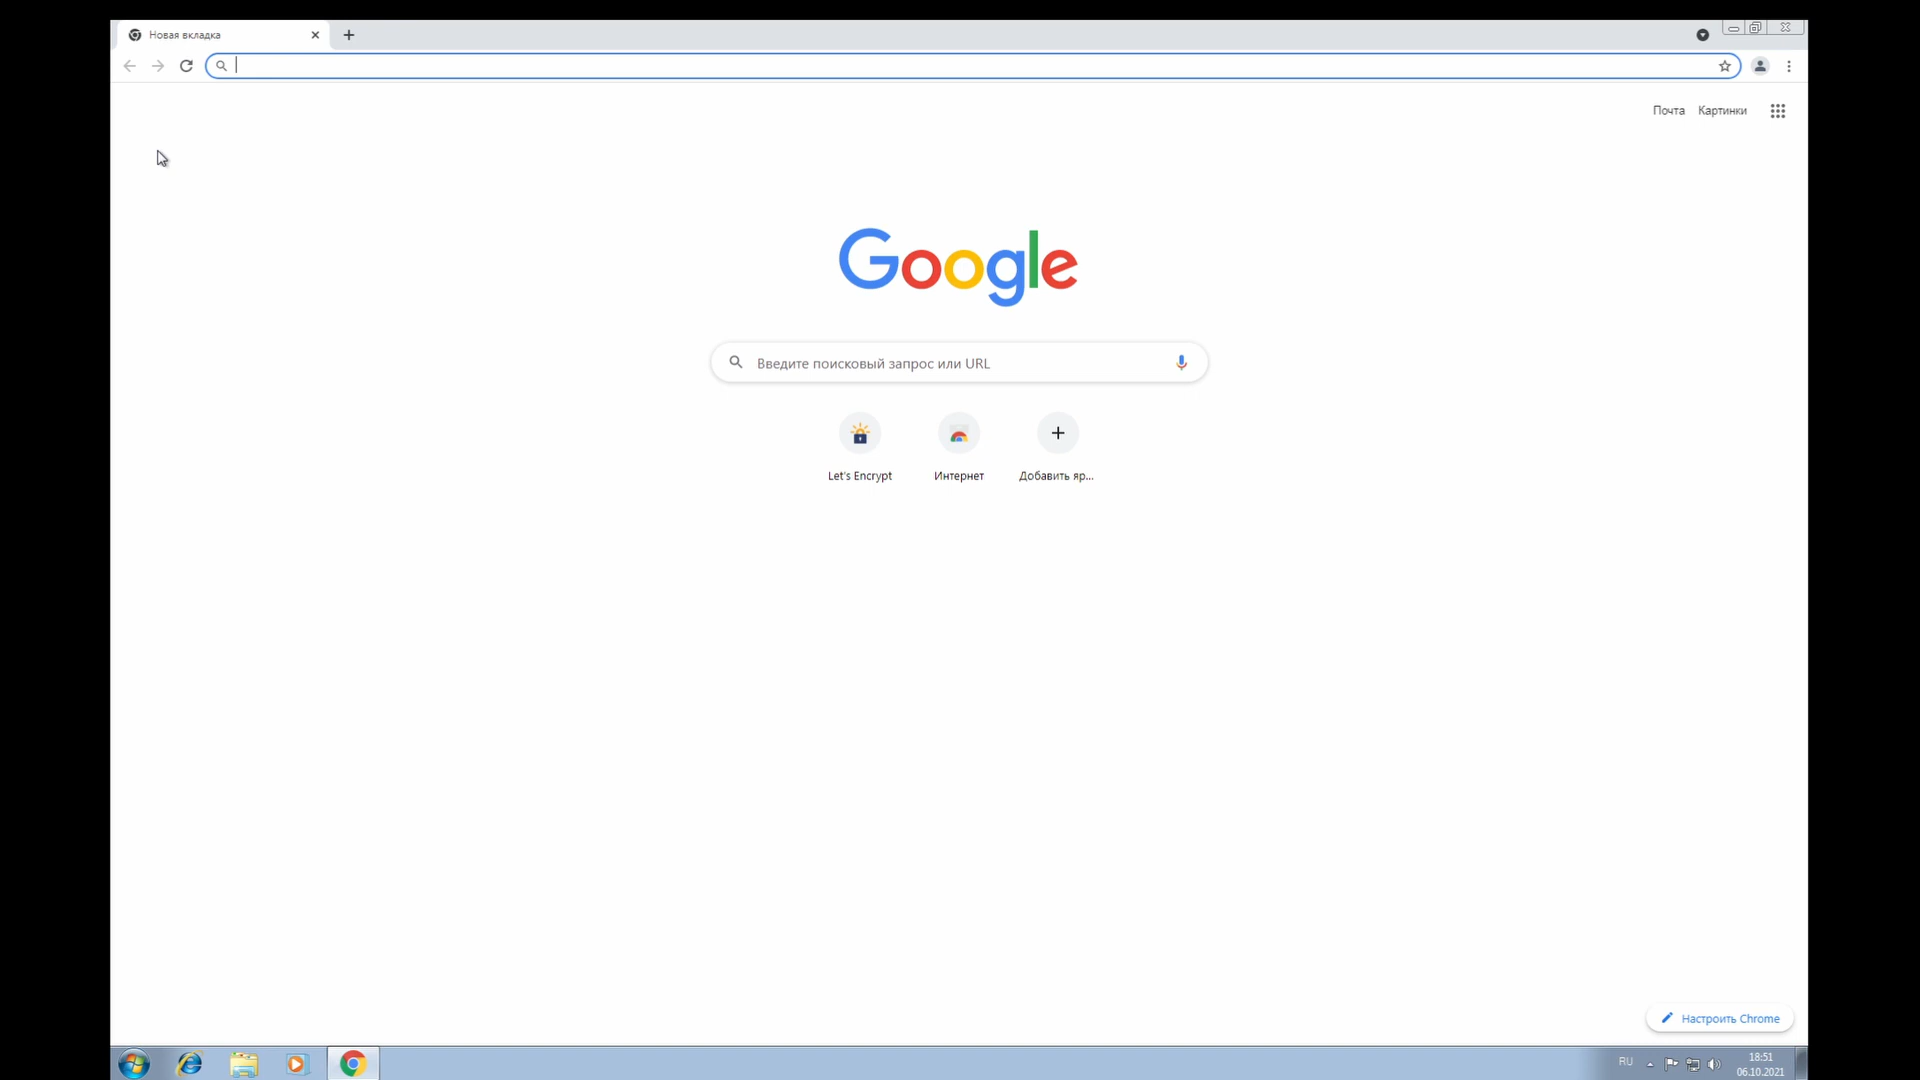 Новая вкладка
Почта Картинки
Google
Введите поисковый запрос или URL
Let's Encrypt Интернет Добавить яр...
Настроить Chrome
RU 18:51
06.10.2021